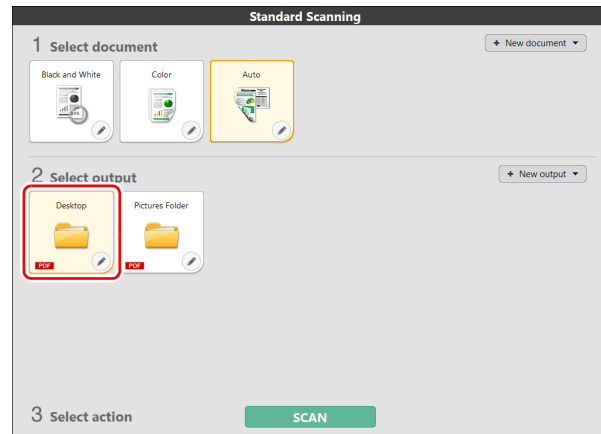 Standard Scanning
1 Select document
+ New document
Black and White
Color
Auto
2 Select output
+ New output
Desktop
Pictures Folder
PDF
PDF
3 Select action
SCAN